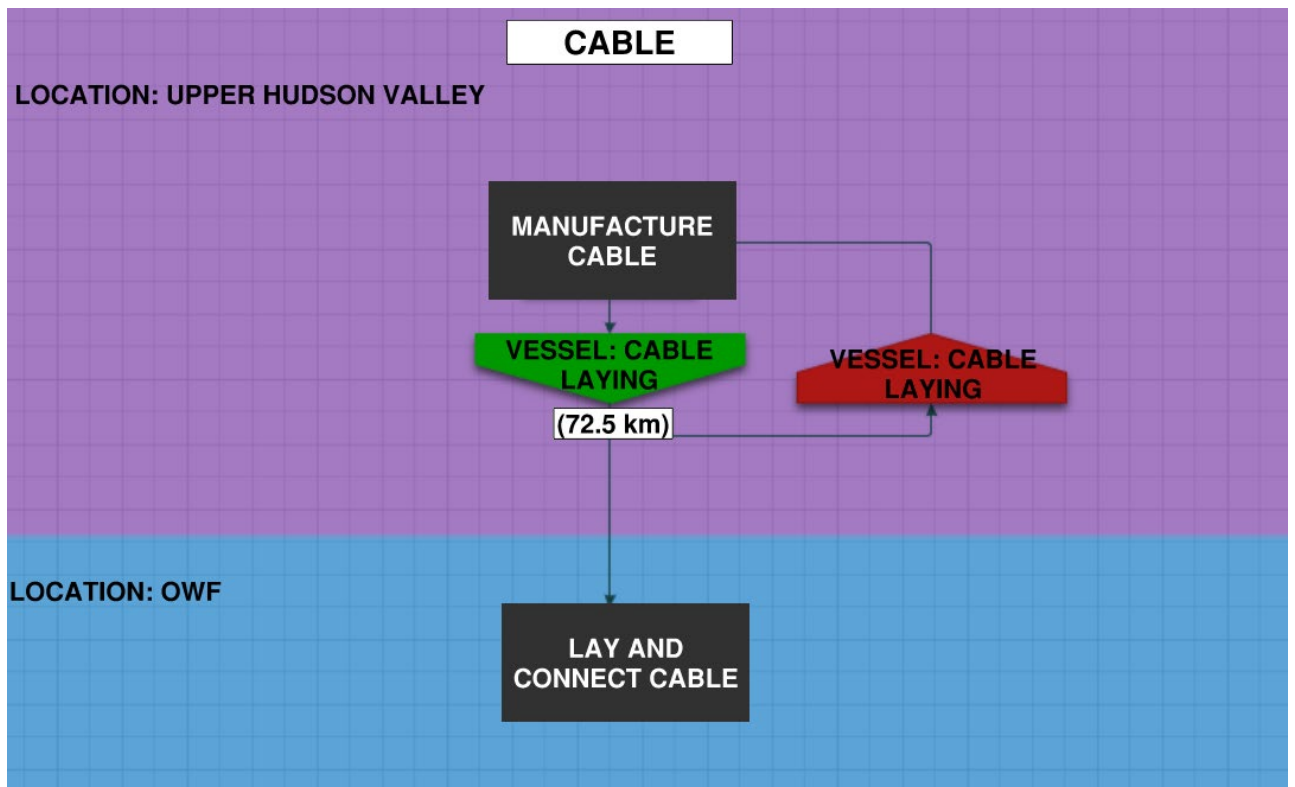 CABLE
LOCATION: UPPER HUDSON VALLEY
MANUFACTURE
CABLE
VESSEL: CABLE
LAYING
VESSEL: CABLE
LAYING
(72.5 km)
LOCATION: OWF
LAY AND
CONNECT CABLE